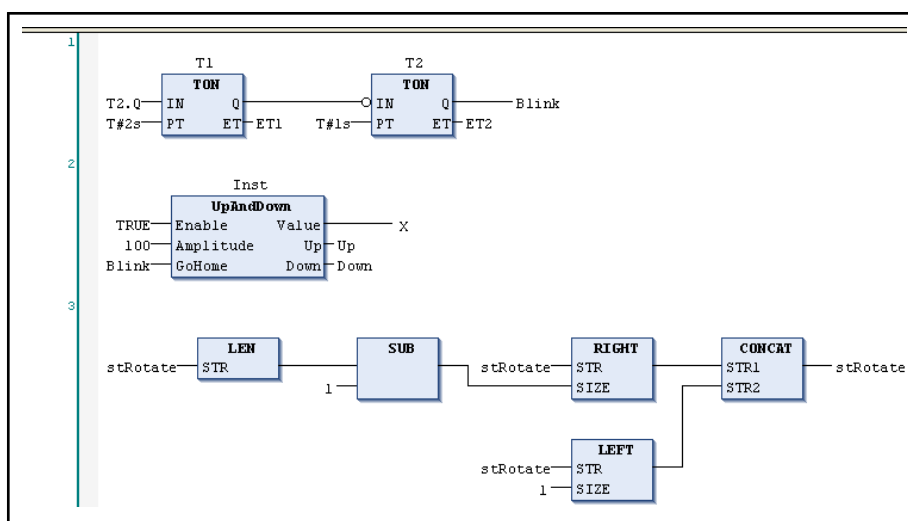 1
T1 T2
TON TON
T2.Q IN Q IN Q Blink
T#2s PT ET ET1 T#1s PT ET ET2
2
Inst
UpAndDown
TRUE Enable Value X
100 Amplitude Up Up
Blink GoHome Down Down
3
LEN SUB RIGHT CONCAT
stRotate STR stRotate STR STR1 stRotate
1 SIZE STR2
LEFT
stRotate STR
1 SIZE